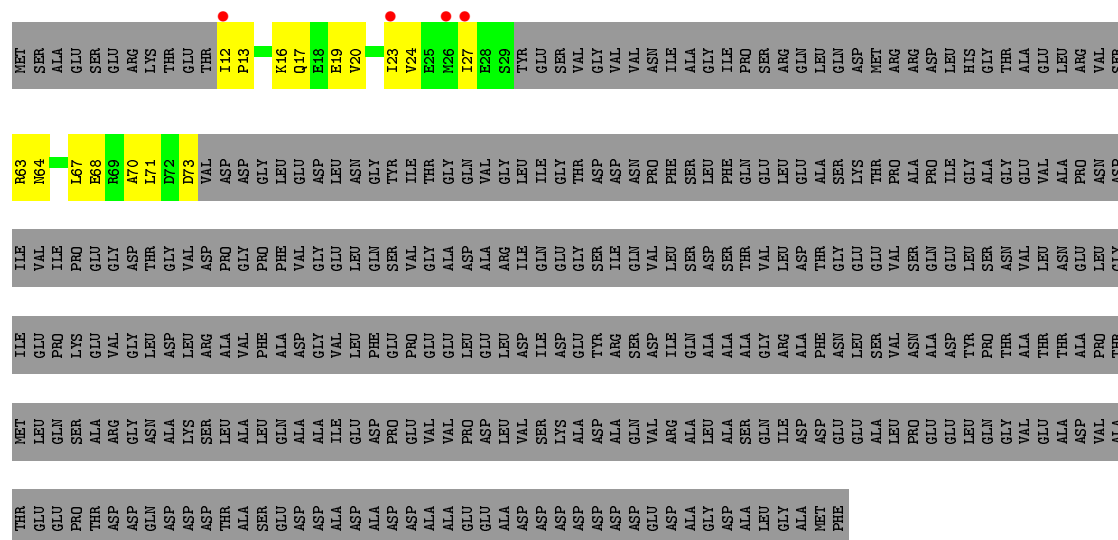 MET SER ALA GLU SER GLU ARG LYS THR GLU THR I12 P13 K16 Q17 E18 E19 V20 I23 V24 E25 M26 I27 E28 S29 TYR GLU SER VAL GLY VAL VAL ASN ILE ALA GLY ILE PRO SER ARG GLN LEU GLN ASP MET ARG ARG ASP LEU HIS GLY THR ALA GLU LEU ARG VAL SER
R63 N64 L67 E68 R69 A70 L71 D72 D73 VAL ASP ASP GLY LEU GLU ASP LEU ASN GLY TYR ILE THR GLY GLN VAL GLY LEU ILE GLY THR ASP ASP ASN PRO PHE SER LEU PHE GLN GLU LEU GLU ALA SER LYS THR PRO ALA PRO ILE GLY ALA GLY GLU VAL ALA PRO ASN ASP
ILE VAL ILE PRO GLU GLY ASP THR GLY VAL ASP PRO GLY PRO PHE VAL GLY GLU LEU GLN SER VAL GLY ALA ASP ALA ARG ILE GLN GLU GLY SER ILE GLN VAL LEU SER ASP SER THR VAL LEU ASP THR GLY GLU GLU VAL SER GLN GLU LEU SER ASN VAL LEU ASN GLU LEU GLY
ILE GLU PRO LYS GLU VAL GLY LEU ASP LEU ARG ALA VAL PHE ALA ASP GLY VAL LEU PHE GLU PRO GLU GLU LEU GLU LEU ASP ILE ASP GLU TYR ARG SER ASP ILE GLN ALA ALA ALA GLY ARG ALA PHE ASN LEU SER VAL ASN ALA ASP TYR PRO THR ALA THR THR ALA PRO THR
MET LEU GLN SER ALA ARG GLY ASN ALA LYS SER LEU ALA LEU GLN ALA ALA ILE GLU ASP PRO GLU VAL VAL PRO ASP LEU VAL SER LYS ALA ASP ALA GLN VAL ARG ALA LEU ALA SER GLN ILE ASP ASP GLU GLU ALA LEU PRO GLU GLU LEU GLN GLY VAL GLU ALA ASP VAL ALA
THR GLU GLU PRO THR ASP ASP GLN ASP ASP ASP THR ALA SER GLU ASP ASP ALA ASP ALA ASP ASP ALA ALA GLU GLU ALA ASP ASP ASP ASP ASP ASP GLU ASP ALA GLY ASP ALA LEU GLY ALA MET PHE